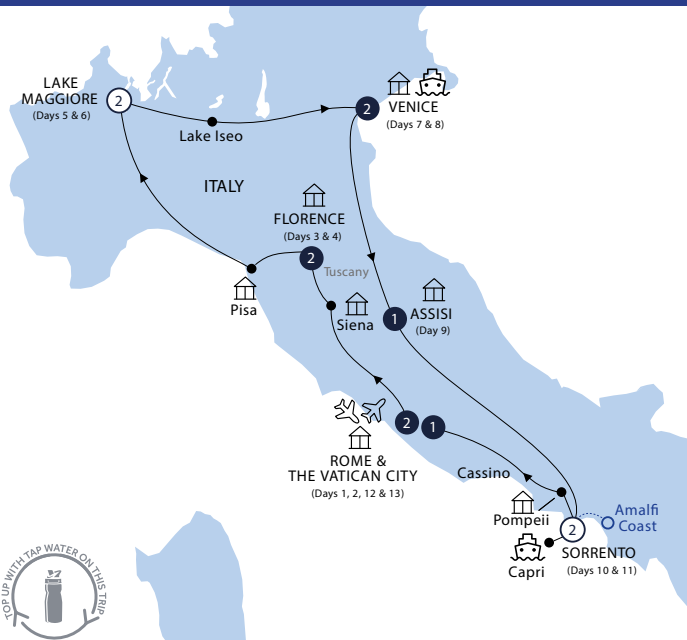 LAKE
MAGGIORE
2
(Days 5 & 6)
Lake Iseo
2
VENICE
(Days 7 & 8)
ITALY
FLORENCE
(Days 3 & 4)
2
Tuscany
Pisa
Siena
1
ASSISI
(Day 9)
2
1
ROME &
THE VATICAN CITY
(Days 1, 2, 12 & 13)
Cassino
Pompeii
Amalfi
Coast
2
Capri
SORRENTO
(Days 10 & 11)
TOP UP WITH TAP WATER ON THIS TRIP